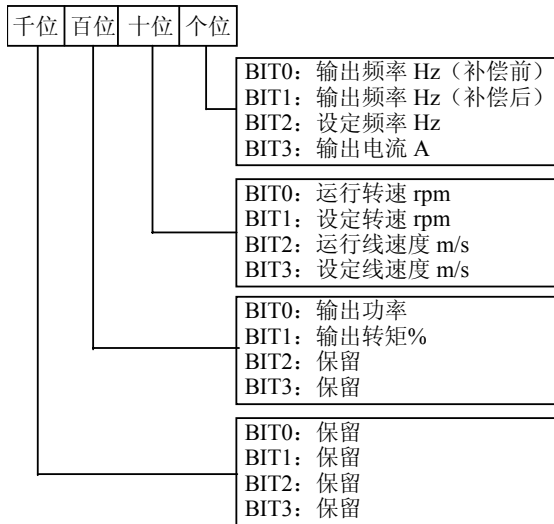 千位 百位 十位 个位
BIT0：输出频率 Hz（补偿前）
BIT1：输出频率 Hz（补偿后）
BIT2：设定频率 Hz
BIT3：输出电流 A
BIT0：运行转速 rpm
BIT1：设定转速 rpm
BIT2：运行线速度 m/s
BIT3：设定线速度 m/s
BIT0：输出功率
BIT1：输出转矩%
BIT2：保留
BIT3：保留
BIT0：保留
BIT1：保留
BIT2：保留
BIT3：保留